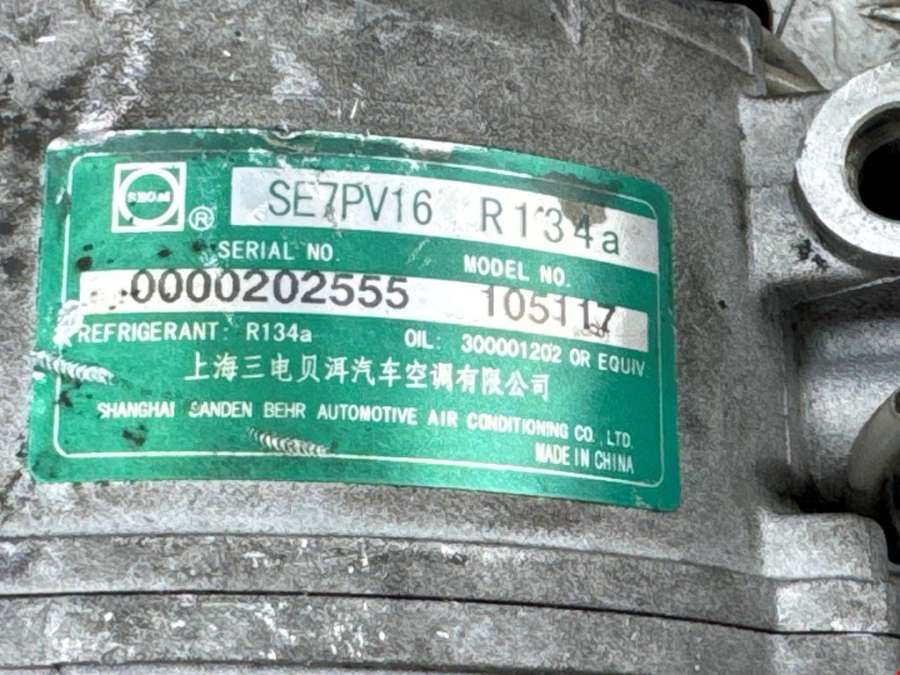 SE7PV16 R134a
®
SERIAL NO. MODEL NO.
0000202555 105117
REFRIGERANT: R134a OIL: 300001202 OR EQUIV
上海三电贝洱汽车空调有限公司
SHANGHAI SANDEN BEHR AUTOMOTIVE AIR CONDITIONING CO., LTD.
MADE IN CHINA